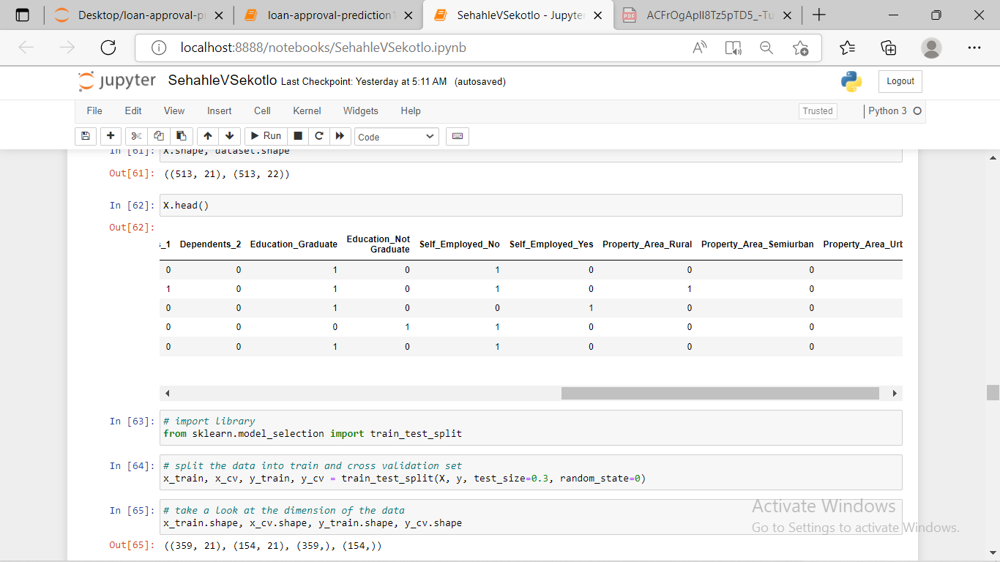 Desktop/loan-approval-p
loan-approval-prediction
SehahleVSekotlo - Jupyte
ACFrOgApII8Tz5pTD5_-Tu
localhost:8888/notebooks/SehahleVSekotlo.ipynb
jupyter SehahleVSekotlo Last Checkpoint: Yesterday at 5:11 AM (autosaved)
Logout
File Edit View Insert Cell Kernel Widgets Help
Trusted
Python 3
Run
Code
In [61]: X.shape, dataset.shape
Out[61]: ((513, 21), (513, 22))
In [62]: X.head()
Out[62]:
s_1 Dependents_2 Education_Graduate Education_Not Graduate Self_Employed_No Self_Employed_Yes Property_Area_Rural Property_Area_Semiurban Property_Area_Urb
0 0 1 0 1 0 0 0
1 0 1 0 1 0 1 0
0 0 1 0 0 1 0 0
0 0 0 1 1 0 0 0
0 0 1 0 1 0 0 0
In [63]: # import library
from sklearn.model_selection import train_test_split
In [64]: # split the data into train and cross validation set
x_train, x_cv, y_train, y_cv = train_test_split(X, y, test_size=0.3, random_state=0)
In [65]: # take a look at the dimension of the data
x_train.shape, x_cv.shape, y_train.shape, y_cv.shape
Out[65]: ((359, 21), (154, 21), (359,), (154,))
Activate Windows
Go to Settings to activate Windows.